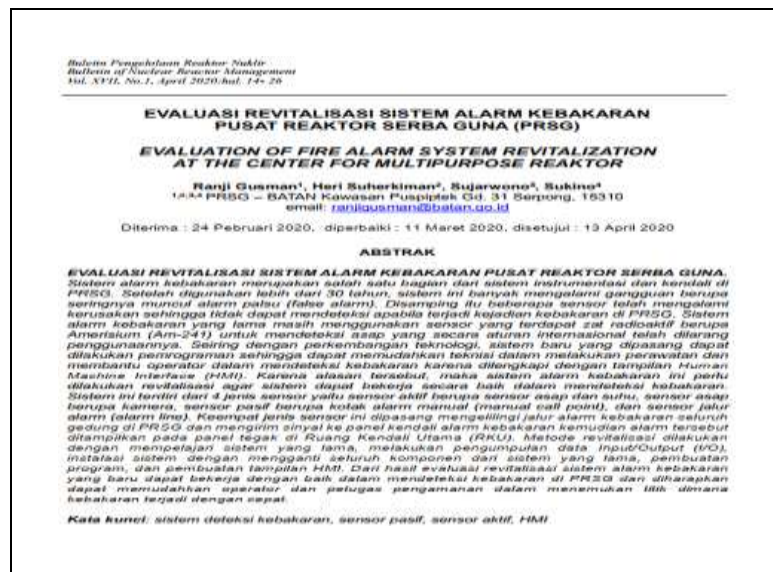 Buletin Pengelolaan Reaktor Nuklir
Bulletin of Nuclear Reactor Management
Vol. XVII, No.1, April 2020:hal. 14- 26
EVALUASI REVITALISASI SISTEM ALARM KEBAKARAN
PUSAT REAKTOR SERBA GUNA (PRSG)
EVALUATION OF FIRE ALARM SYSTEM REVITALIZATION
AT THE CENTER FOR MULTIPURPOSE REAKTOR
Ranji Gusman¹, Heri Suherkiman², Sujarwono³, Sukino⁴
1,2,3,4 PRSG – BATAN Kawasan Puspiptek Gd. 31 Serpong, 15310
email: ranjigusman@batan.go.id
Diterima : 24 Pebruari 2020, diperbaiki : 11 Maret 2020, disetujui : 13 April 2020
ABSTRAK
EVALUASI REVITALISASI SISTEM ALARM KEBAKARAN PUSAT REAKTOR SERBA GUNA.
Sistem alarm kebakaran merupakan salah satu bagian dari sistem instrumentasi dan kendali di
PRSG. Setelah digunakan lebih dari 30 tahun, sistem ini banyak mengalami gangguan berupa
seringnya muncul alarm palsu (false alarm). Disamping itu beberapa sensor telah mengalami
kerusakan sehingga tidak dapat mendeteksi apabila terjadi kejadian kebakaran di PRSG. Sistem
alarm kebakaran yang lama masih menggunakan sensor yang terdapat zat radioaktif berupa
Amerisium (Am-241) untuk mendeteksi asap yang secara aturan internasional telah dilarang
penggunaannya. Seiring dengan perkembangan teknologi, sistem baru yang dipasang dapat
dilakukan pemrograman sehingga dapat memudahkan teknisi dalam melakukan perawatan dan
membantu operator dalam mendeteksi kebakaran karena dilengkapi dengan tampilan Human
Machine Interface (HMI). Karena alasan tersebut, maka sistem alarm kebakaran ini perlu
dilakukan revitalisasi agar sistem dapat bekerja secara baik dalam mendeteksi kebakaran.
Sistem ini terdiri dari 4 jenis sensor yaitu sensor aktif berupa sensor asap dan suhu, sensor asap
berupa kamera, sensor pasif berupa kotak alarm manual (manual call point), dan sensor jalur
alarm (alarm line). Keempat jenis sensor ini dipasang mengelilingi jalur alarm kebakaran seluruh
gedung di PRSG dan mengirim sinyal ke panel kendali alarm kebakaran kemudian alarm tersebut
ditampilkan pada panel tegak di Ruang Kendali Utama (RKU). Metode revitalisasi dilakukan
dengan mempelajari sistem yang lama, melakukan pengumpulan data Input/Output (I/O),
instalasi sistem dengan mengganti seluruh komponen dari sistem yang lama, pembuatan
program, dan pembuatan tampilan HMI. Dari hasil evaluasi revitalisasi sistem alarm kebakaran
yang baru dapat bekerja dengan baik dalam mendeteksi kebakaran di PRSG dan diharapkan
dapat memudahkan operator dan petugas pengamanan dalam menemukan titik dimana
kebakaran terjadi dengan cepat.
Kata kunci: sistem deteksi kebakaran, sensor pasif, sensor aktif, HMI